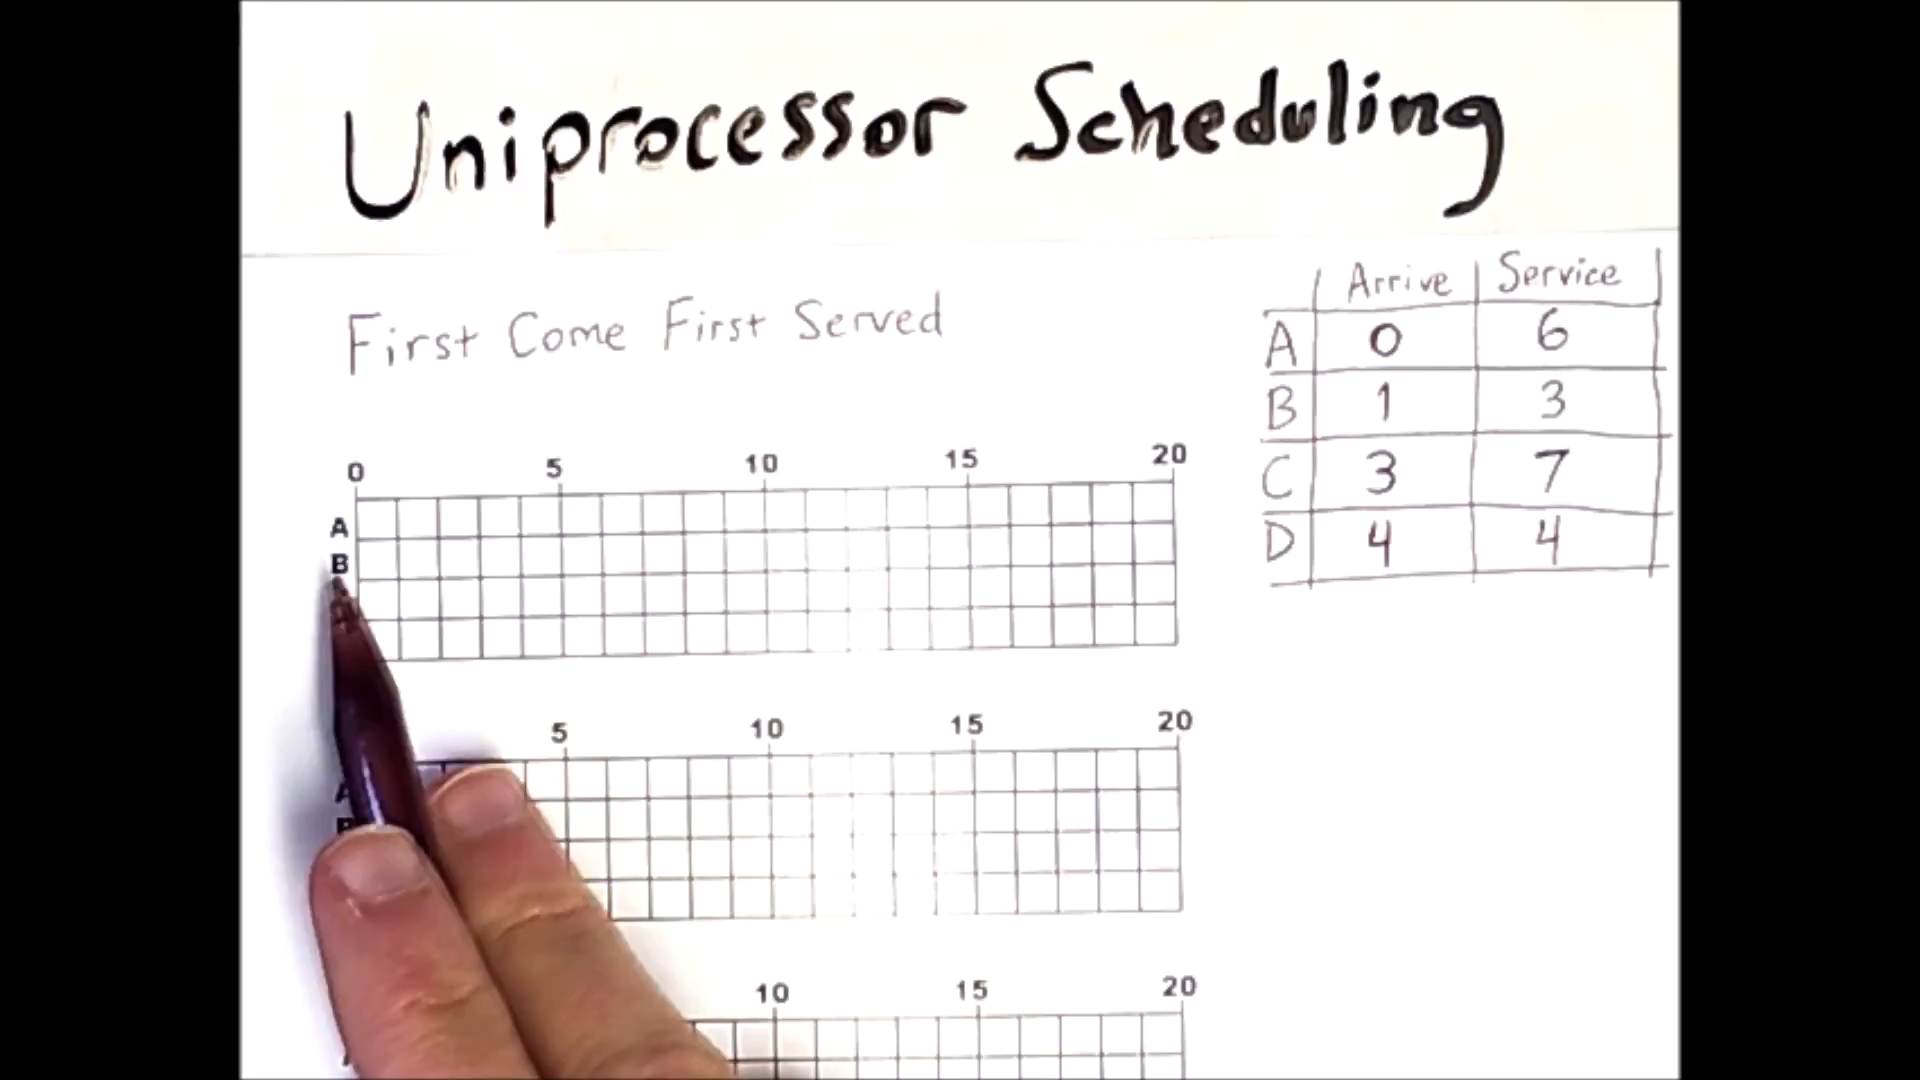 Uniprocessor Scheduling
First Come First Served
Arrive Service
A 0 6
B 1 3
C 3 7
D 4 4
0 5 10 15 20
A
B
5 10 15 20
10 15 20